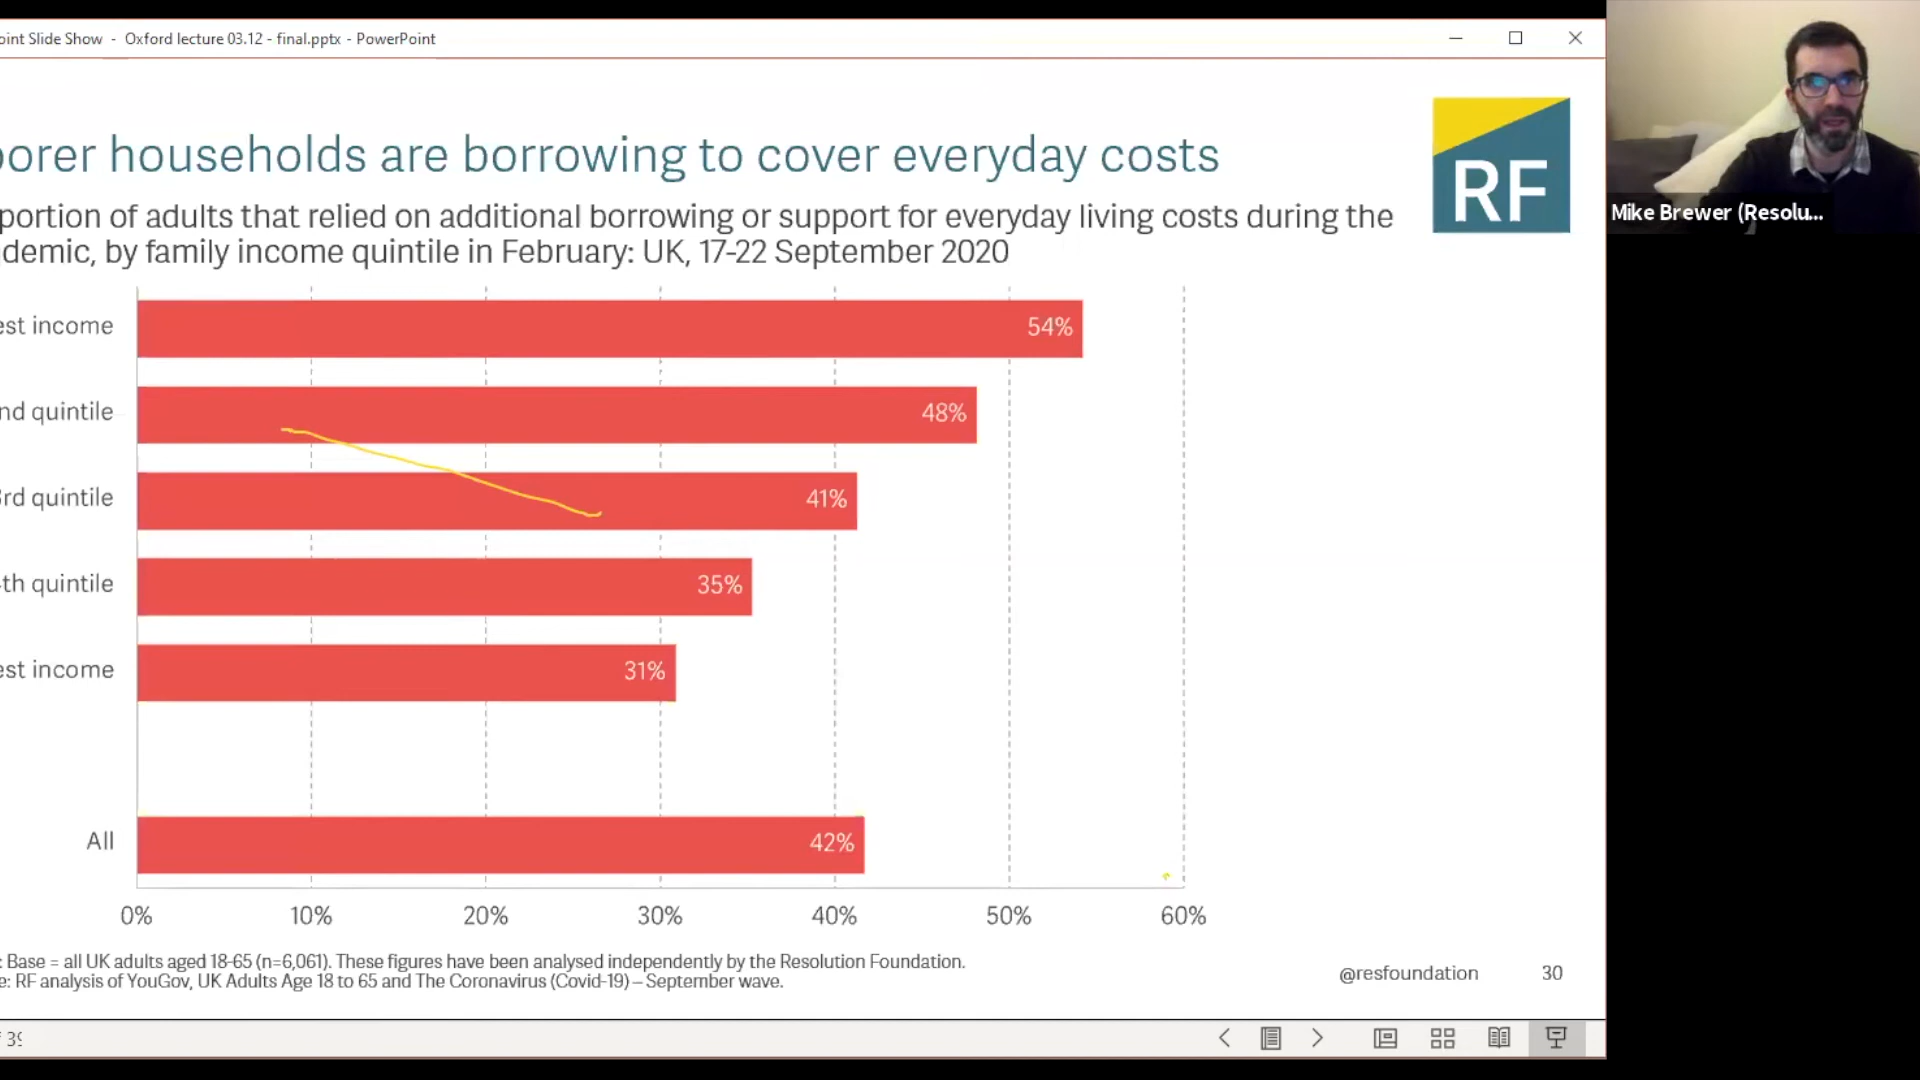 oint Slide Show - Oxford lecture 03.12 - final.pptx - PowerPoint
orer households are borrowing to cover everyday costs
RF
portion of adults that relied on additional borrowing or support for everyday living costs during the
demic, by family income quintile in February: UK, 17-22 September 2020
Mike Brewer (Resolu...
est income
54%
nd quintile
48%
3rd quintile
41%
th quintile
35%
est income
31%
All
42%
0% 10% 20% 30% 40% 50% 60%
: Base = all UK adults aged 18-65 (n=6,061). These figures have been analysed independently by the Resolution Foundation.
e: RF analysis of YouGov, UK Adults Age 18 to 65 and The Coronavirus (Covid-19) – September wave.
@resfoundation 30
39